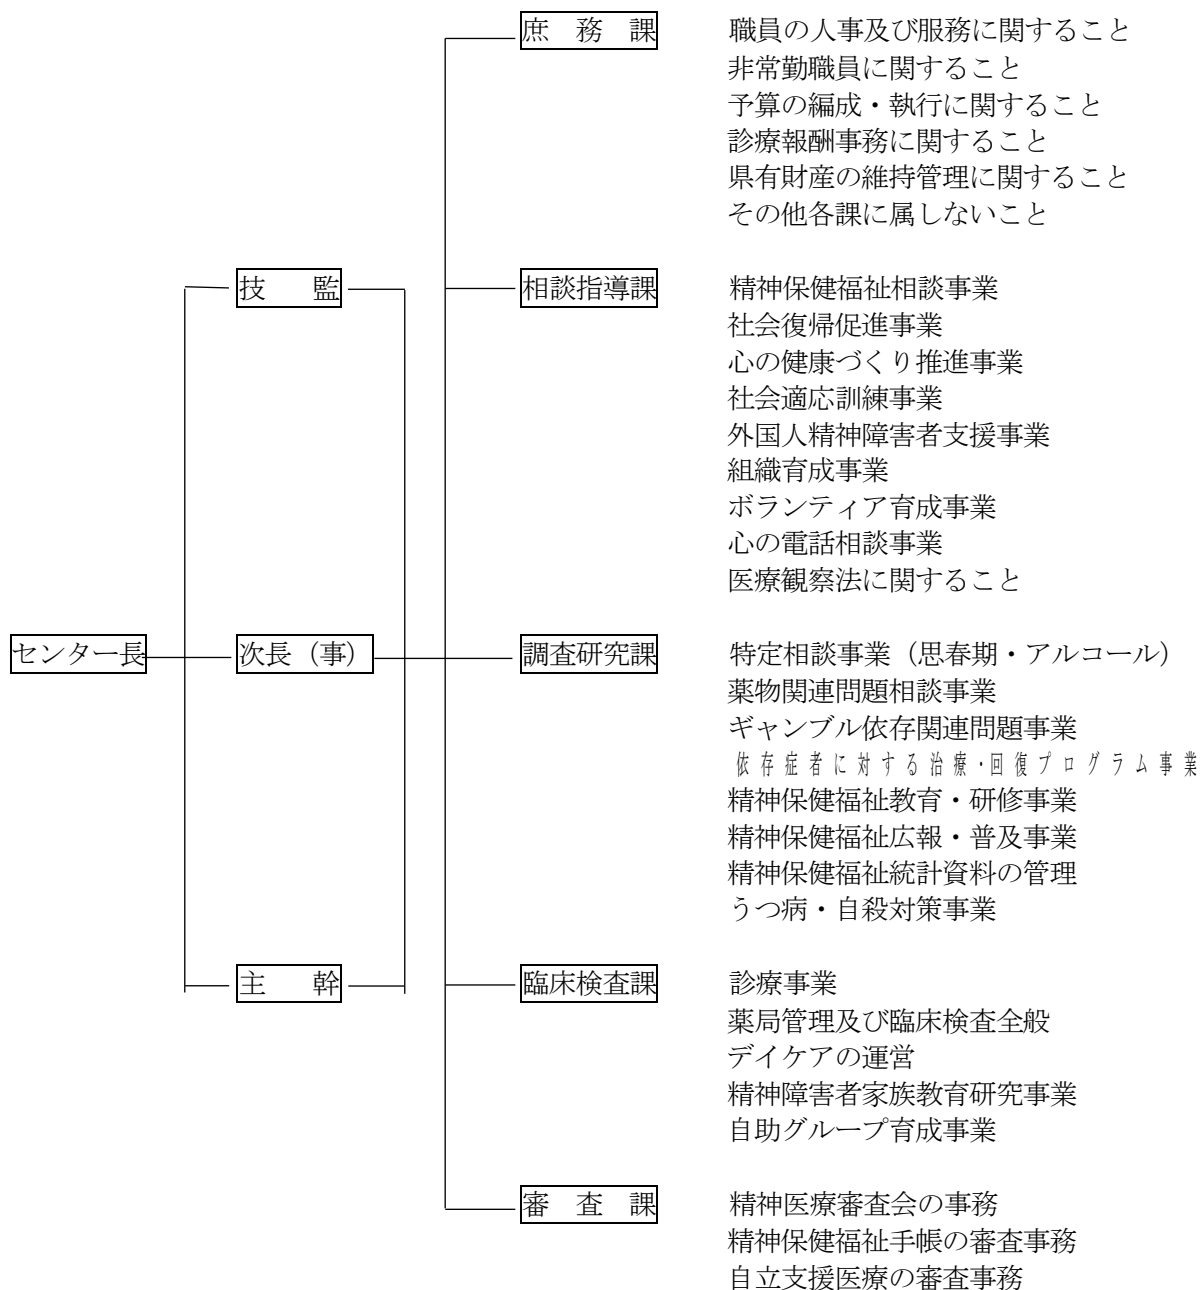 庶　務　課　職員の人事及び服務に関すること
非常勤職員に関すること
予算の編成・執行に関すること
診療報酬事務に関すること
県有財産の維持管理に関すること
その他各課に属しないこと
技　　監　相談指導課　精神保健福祉相談事業
社会復帰促進事業
心の健康づくり推進事業
社会適応訓練事業
外国人精神障害者支援事業
組織育成事業
ボランティア育成事業
心の電話相談事業
医療観察法に関すること
センター長　次長（事）　調査研究課　特定相談事業（思春期・アルコール）
薬物関連問題相談事業
ギャンブル依存関連問題事業
依存症者に対する治療・回復プログラム事業
精神保健福祉教育・研修事業
精神保健福祉広報・普及事業
精神保健福祉統計資料の管理
うつ病・自殺対策事業
主　　幹　臨床検査課　診療事業
薬局管理及び臨床検査全般
デイケアの運営
精神障害者家族教育研究事業
自助グループ育成事業
審　査　課　精神医療審査会の事務
精神保健福祉手帳の審査事務
自立支援医療の審査事務